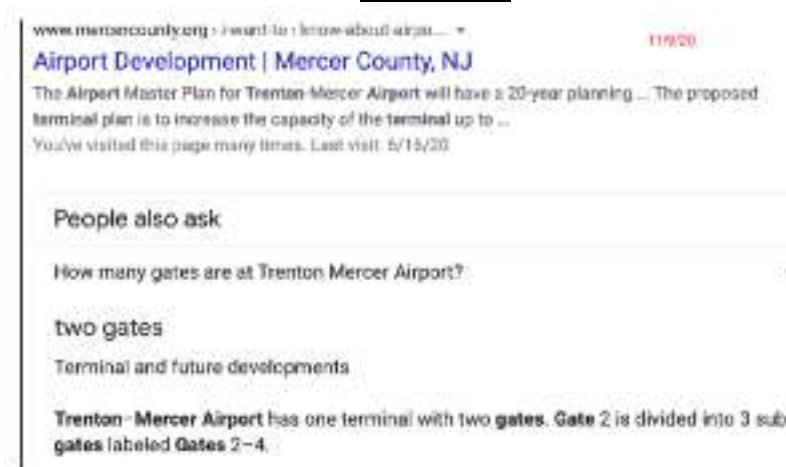 www.mercercounty.org › i-want-to › know-about-airpo...
11/9/20
Airport Development | Mercer County, NJ
The Airport Master Plan for Trenton-Mercer Airport will have a 20-year planning ... The proposed
terminal plan is to increase the capacity of the terminal up to ...
You've visited this page many times. Last visit: 6/15/20
People also ask
How many gates are at Trenton Mercer Airport?
two gates
Terminal and future developments
Trenton–Mercer Airport has one terminal with two gates. Gate 2 is divided into 3 sub
gates labeled Gates 2–4.